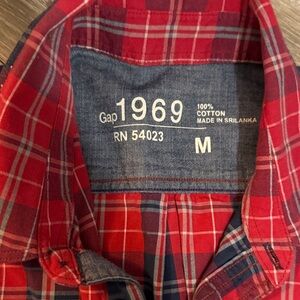 Gap 1969
100%
COTTON
MADE IN SRILANKA
RN 54023
M